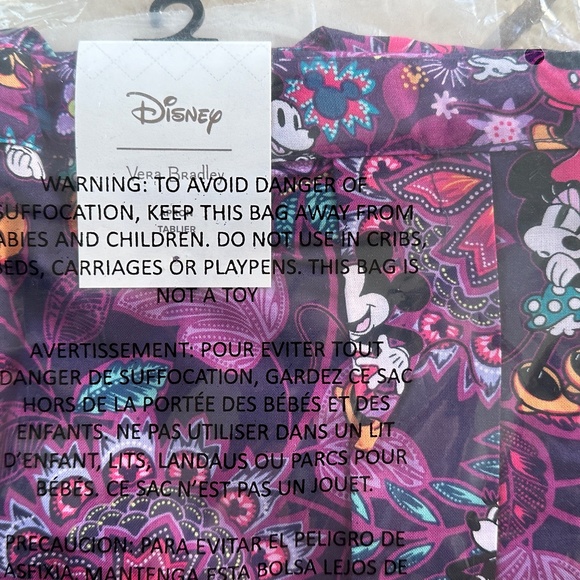 Disney
Vera Bradley
WARNING: TO AVOID DANGER OF
SUFFOCATION, KEEP THIS BAG AWAY FROM
BABIES AND CHILDREN. DO NOT USE IN CRIBS,
BEDS, CARRIAGES OR PLAYPENS. THIS BAG IS
NOT A TOY
TABLIER
AVERTISSEMENT: POUR EVITER TOUT
DANGER DE SUFFOCATION, GARDEZ CE SAC
HORS DE LA PORTÉE DES BÉBÉS ET DES
ENFANTS. NE PAS UTILISER DANS UN LIT
D'ENFANT, LITS, LANDAUS OU PARCS POUR
BÉBÉS. CE SAC N'EST PAS UN JOUET.
PRECAUCION: PARA EVITAR EL PELIGRO DE
ASFIXIA, MANTENGA ESTA BOLSA LEJOS DE